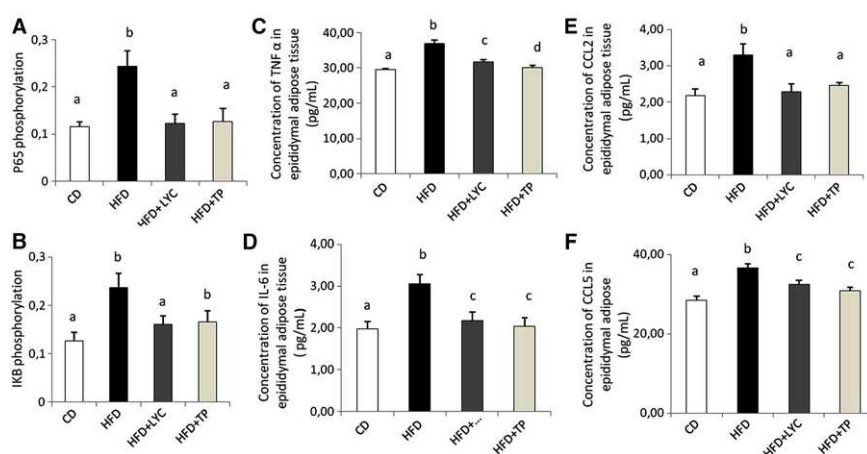 A
P65 phosphorylation
0,3
0,2
0,1
0
a
b
a
a
CD
HFD
HFD+LYC
HFD+TP
B
IKB phosphorylation
0,3
0,2
0,1
0
a
b
a
b
CD
HFD
HFD+LYC
HFD+TP
C
Concentration of TNF α in
epididymal adipose tissue
(pg/mL)
40,00
30,00
20,00
10,00
0,00
a
b
c
d
CD
HFD
HFD+LYC
HFD+TP
D
Concentration of IL-6 in
epididymal adipose tissue
( pg/mL)
4,00
3,00
2,00
1,00
0,00
a
b
c
c
CD
HFD
HFD+...
HFD+TP
E
Concentration of CCL2 in
epididymal adipose tissue
(pg/mL)
4,00
3,00
2,00
1,00
0,00
a
b
a
a
CD
HFD
HFD+LYC
HFD+TP
F
Concentration of CCL5 in
epididymal adipose
(pg/mL)
40,00
20,00
0,00
a
b
c
c
CD
HFD
HFD+LYC
HFD+TP